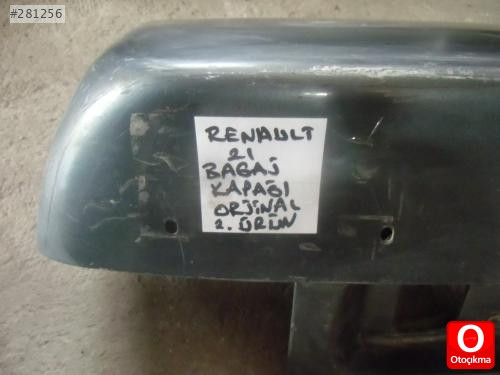 #281256
RENAULT
21
BAGAJ
KAPAĞI
ORJİNAL
2. ÜRÜN
O
Otoçıkma